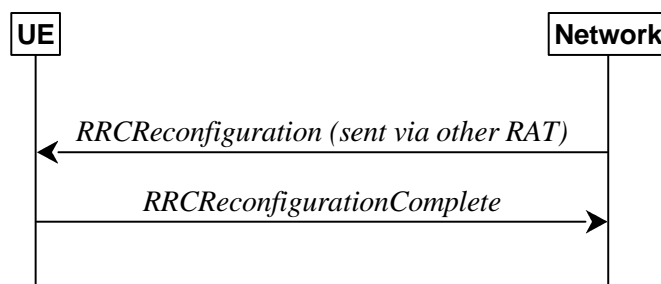 UE
Network
RRCReconfiguration (sent via other RAT)
RRCReconfigurationComplete